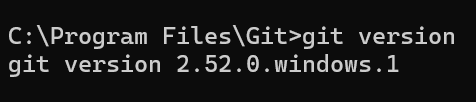 C:\Program Files\Git>git version
git version 2.52.0.windows.1